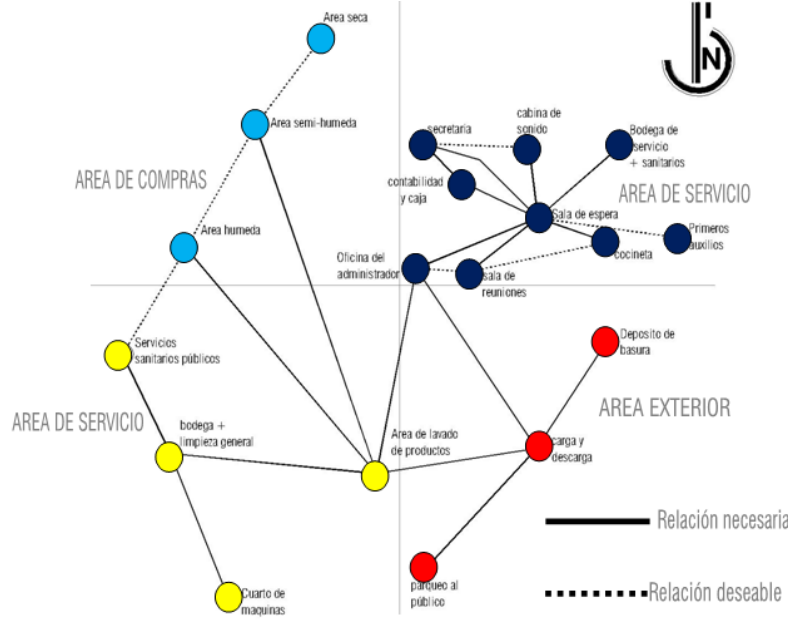 Area seca
N
Area semi-humeda
secretaria
cabina de
sonido
Bodega de
servicio
+ sanitarios
AREA DE COMPRAS
contabilidad
y caja
AREA DE SERVICIO
Sala de espera
Area humeda
Primeros
auxilios
Oficina del
administrador
cocineta
sala de
reuniones
Servicios
sanitarios públicos
Deposito de
basura
AREA DE SERVICIO
AREA EXTERIOR
bodega +
limpieza general
Area de lavado
de productos
carga y
descarga
Relación necesaria
parqueo al
público
Cuarto de
maquinas
Relación deseable